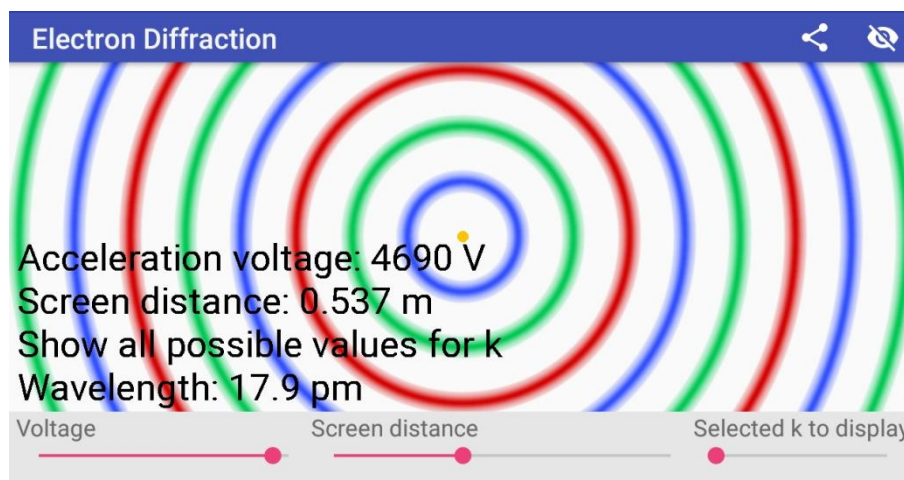 Electron Diffraction
Acceleration voltage: 4690 V
Screen distance: 0.537 m
Show all possible values for k
Wavelength: 17.9 pm
Voltage Screen distance Selected k to display